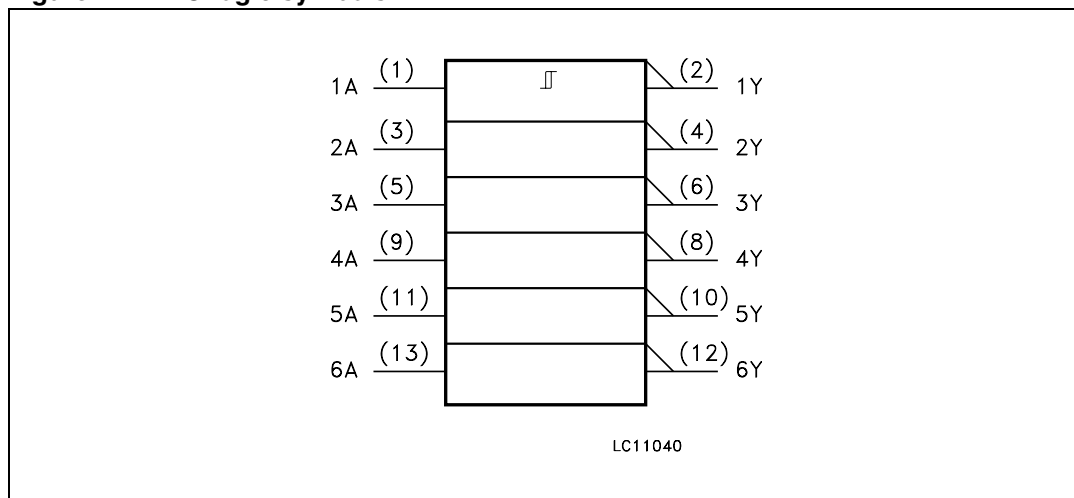 1A (1) (2) 1Y
2A (3) (4) 2Y
3A (5) (6) 3Y
4A (9) (8) 4Y
5A (11) (10) 5Y
6A (13) (12) 6Y
LC11040